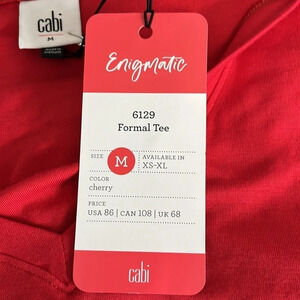 cabi
M
Enigmatic
6129
Formal Tee
SIZE
M
AVAILABLE IN
XS-XL
COLOR
cherry
PRICE
USA 86 | CAN 108 | UK 68
cabi